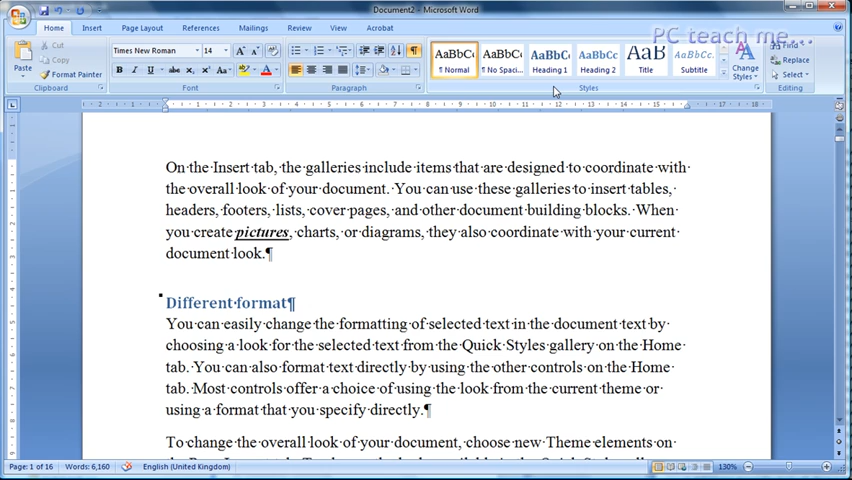 Document2 - Microsoft Word
PC teach me...
Home Insert Page Layout References Mailings Review View Acrobat
Cut
Copy
Format Painter
Paste
Clipboard
Times New Roman 14
Font
Paragraph
AaBbCc AaBbCc AaBbCc AaBbCc AaB AaBbCc.
¶ Normal ¶ No Spaci... Heading 1 Heading 2 Title Subtitle
Change
Styles
Styles
Find
Replace
Select
Editing
On the Insert tab, the galleries include items that are designed to coordinate with
the overall look of your document. You can use these galleries to insert tables,
headers, footers, lists, cover pages, and other document building blocks. When
you create pictures, charts, or diagrams, they also coordinate with your current
document look.¶
Different format¶
You can easily change the formatting of selected text in the document text by
choosing a look for the selected text from the Quick Styles gallery on the Home
tab. You can also format text directly by using the other controls on the Home
tab. Most controls offer a choice of using the look from the current theme or
using a format that you specify directly.¶
To change the overall look of your document, choose new Theme elements on
Page: 1 of 16 Words: 6,160 English (United Kingdom) 130%